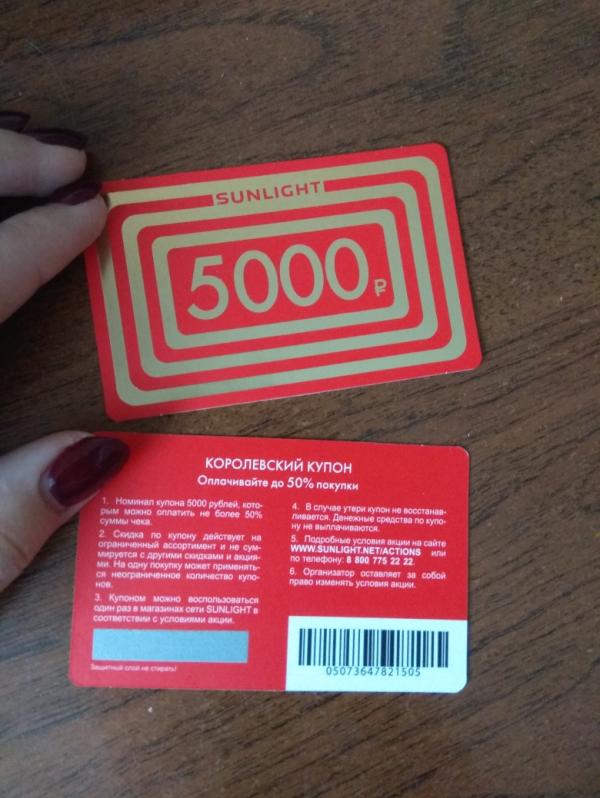 SUNLIGHT
5000₽
КОРОЛЕВСКИЙ КУПОН
Оплачивайте до 50% покупки
1. Номинал купона 5000 рублей, кото-
рым можно оплатить не более 50%
суммы чека.
2. Скидка по купону действует на
ограниченный ассортимент и не сум-
мируется с другими скидками и акция-
ми. На одну покупку может применять-
ся неограниченное количество купо-
нов.
3. Купоном можно воспользоваться
один раз в магазинах сети SUNLIGHT в
соответствии с условиями акции.
Защитный слой не стирать!
4. В случае утери купон не восстанав-
ливается. Денежные средства по купо-
ну не выплачиваются.
5. Подробные условия акции на сайте
WWW.SUNLIGHT.NET/ACTIONS или
по телефону: 8 800 775 22 22.
6. Организатор оставляет за собой
право изменять условия акции.
05073647821505